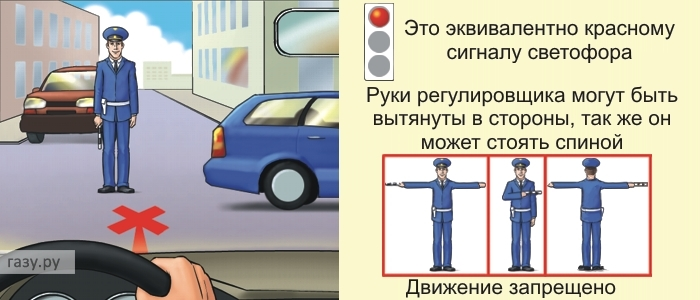 Это эквивалентно красному
сигналу светофора
Руки регулировщика могут быть
вытянуты в стороны, так же он
может стоять спиной
Движение запрещено
газу.ру